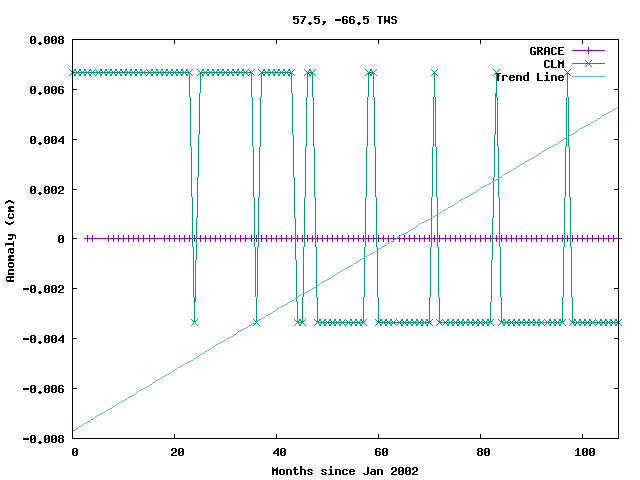 57.5, -66.5 TWS
GRACE
CLM
Trend Line
0.008
0.006
0.004
0.002
0
-0.002
-0.004
-0.006
-0.008
Anomaly (cm)
0 20 40 60 80 100
Months since Jan 2002